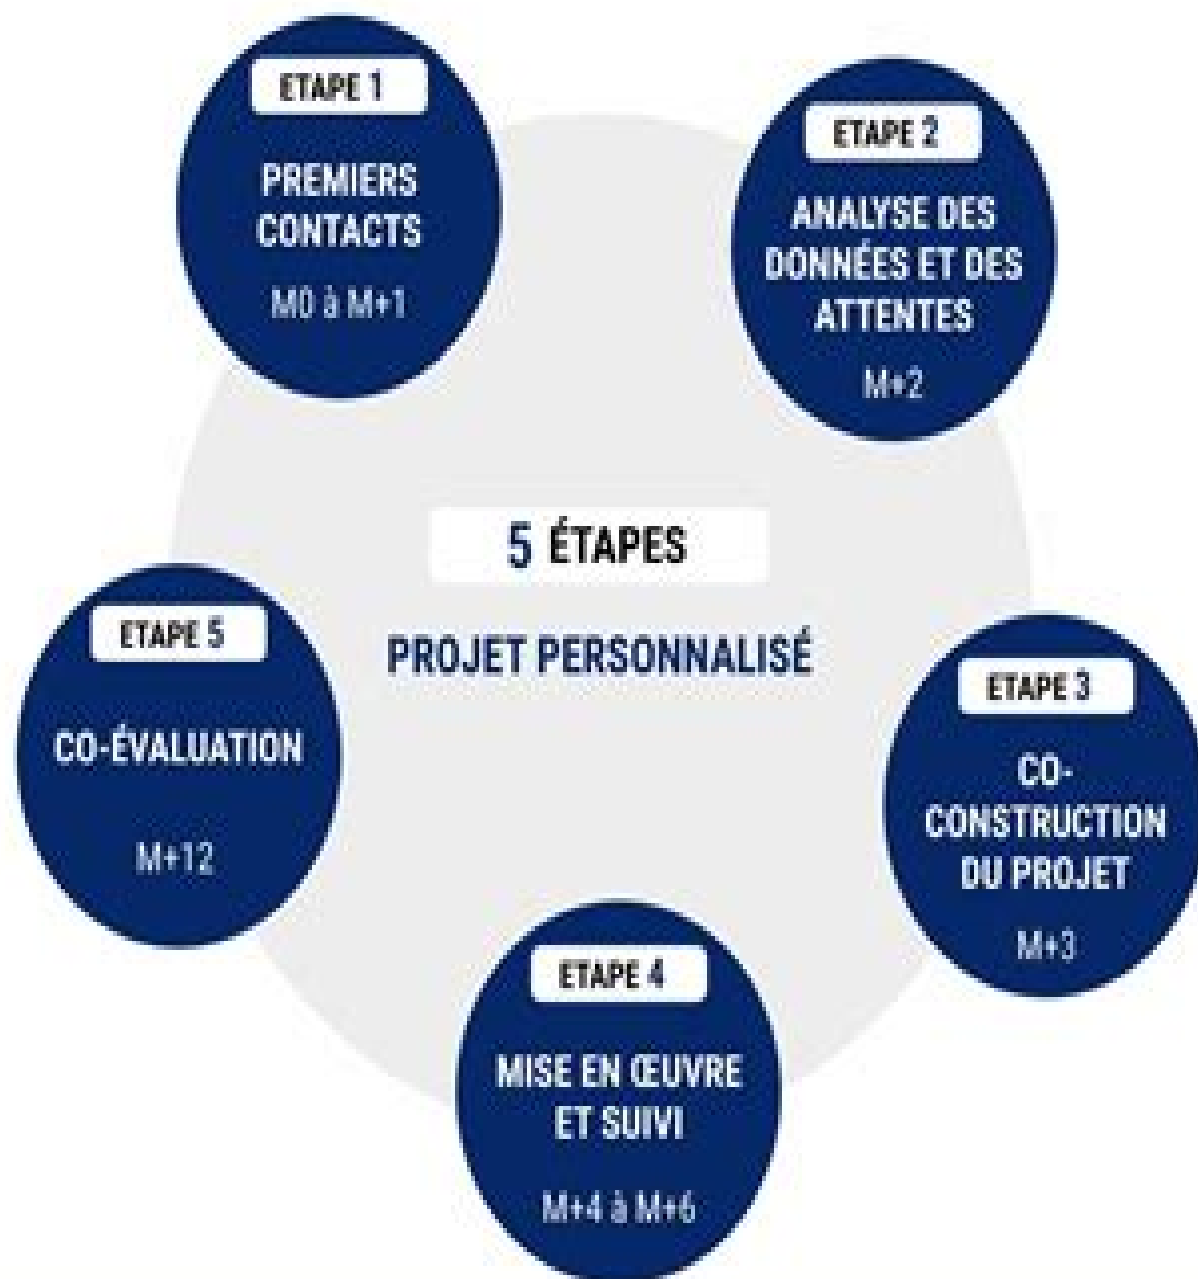 ETAPE 1
PREMIERS
CONTACTS
M0 à M+1
ETAPE 2
ANALYSE DES
DONNÉES ET DES
ATTENTES
M+2
5 ÉTAPES
PROJET PERSONNALISÉ
ETAPE 3
CO-
CONSTRUCTION
DU PROJET
M+3
ETAPE 4
MISE EN ŒUVRE
ET SUIVI
M+4 à M+6
ETAPE 5
CO-ÉVALUATION
M+12